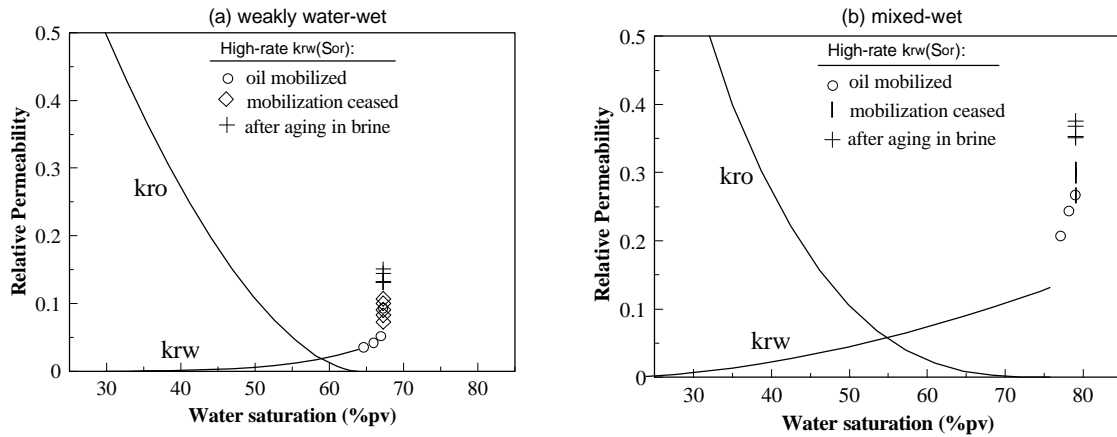 (a) weakly water-wet
High-rate krw(Sor):
oil mobilized
mobilization ceased
after aging in brine
kro
krw
0.5
0.4
0.3
0.2
0.1
0
30 40 50 60 70 80
Relative Permeability
Water saturation (%pv)
(b) mixed-wet
High-rate krw(Sor):
oil mobilized
mobilization ceased
after aging in brine
kro
krw
0.5
0.4
0.3
0.2
0.1
0
30 40 50 60 70 80
Relative Permeability
Water saturation (%pv)